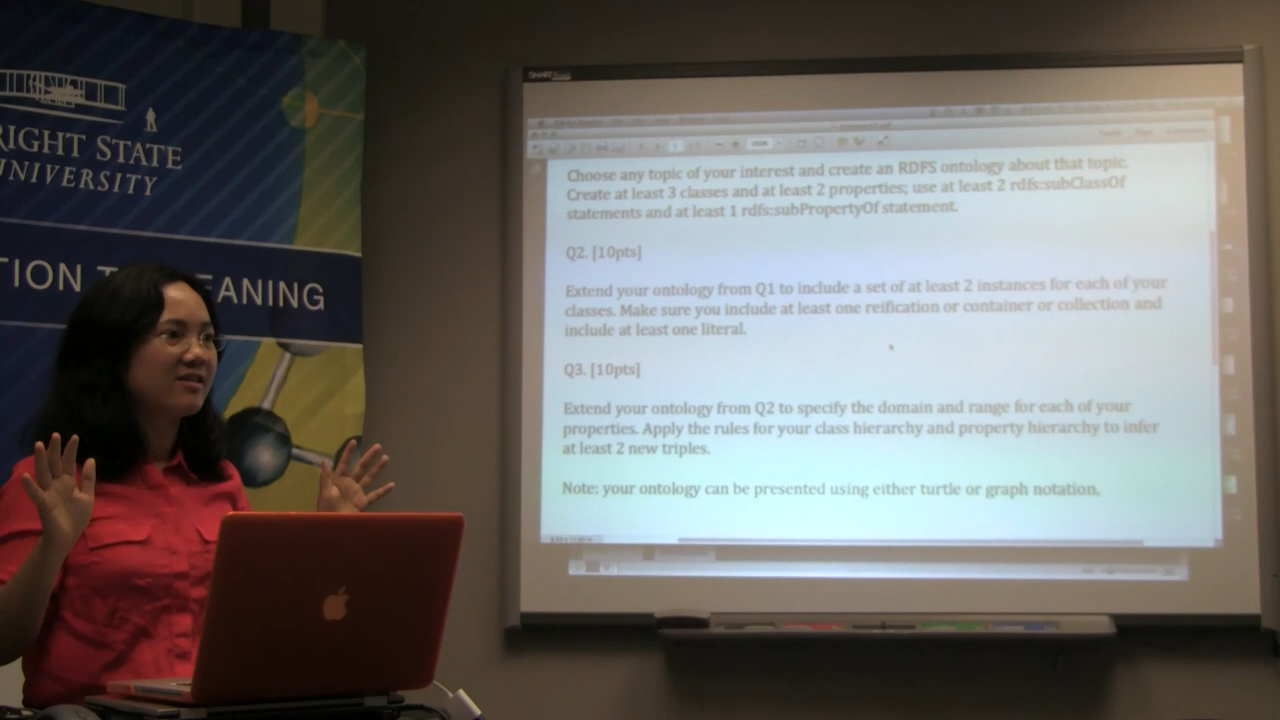 RIGHT STATE
UNIVERSITY
TION T EANING
SMART
Choose any topic of your interest and create an RDFS ontology about that topic.
Create at least 3 classes and at least 2 properties; use at least 2 rdfs:subClassOf
statements and at least 1 rdfs:subPropertyOf statement.
Q2. [10pts]
Extend your ontology from Q1 to include a set of at least 2 instances for each of your
classes. Make sure you include at least one reification or container or collection and
include at least one literal.
Q3. [10pts]
Extend your ontology from Q2 to specify the domain and range for each of your
properties. Apply the rules for your class hierarchy and property hierarchy to infer
at least 2 new triples.
Note: your ontology can be presented using either turtle or graph notation.